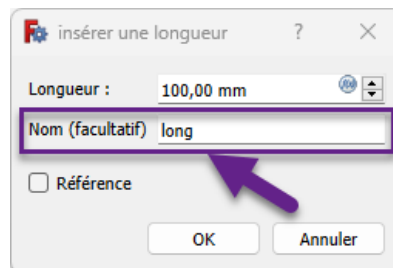 insérer une longueur ?
Longueur : 100,00 mm
Nom (facultatif) long
Référence
OK Annuler